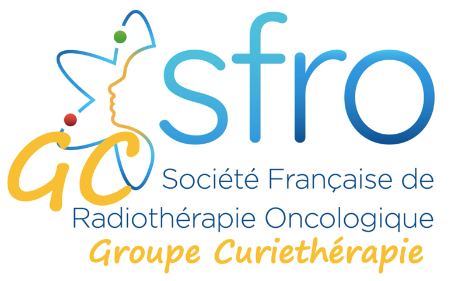 sfro
GC
Société Française de
Radiothérapie Oncologique
Groupe Curiethérapie